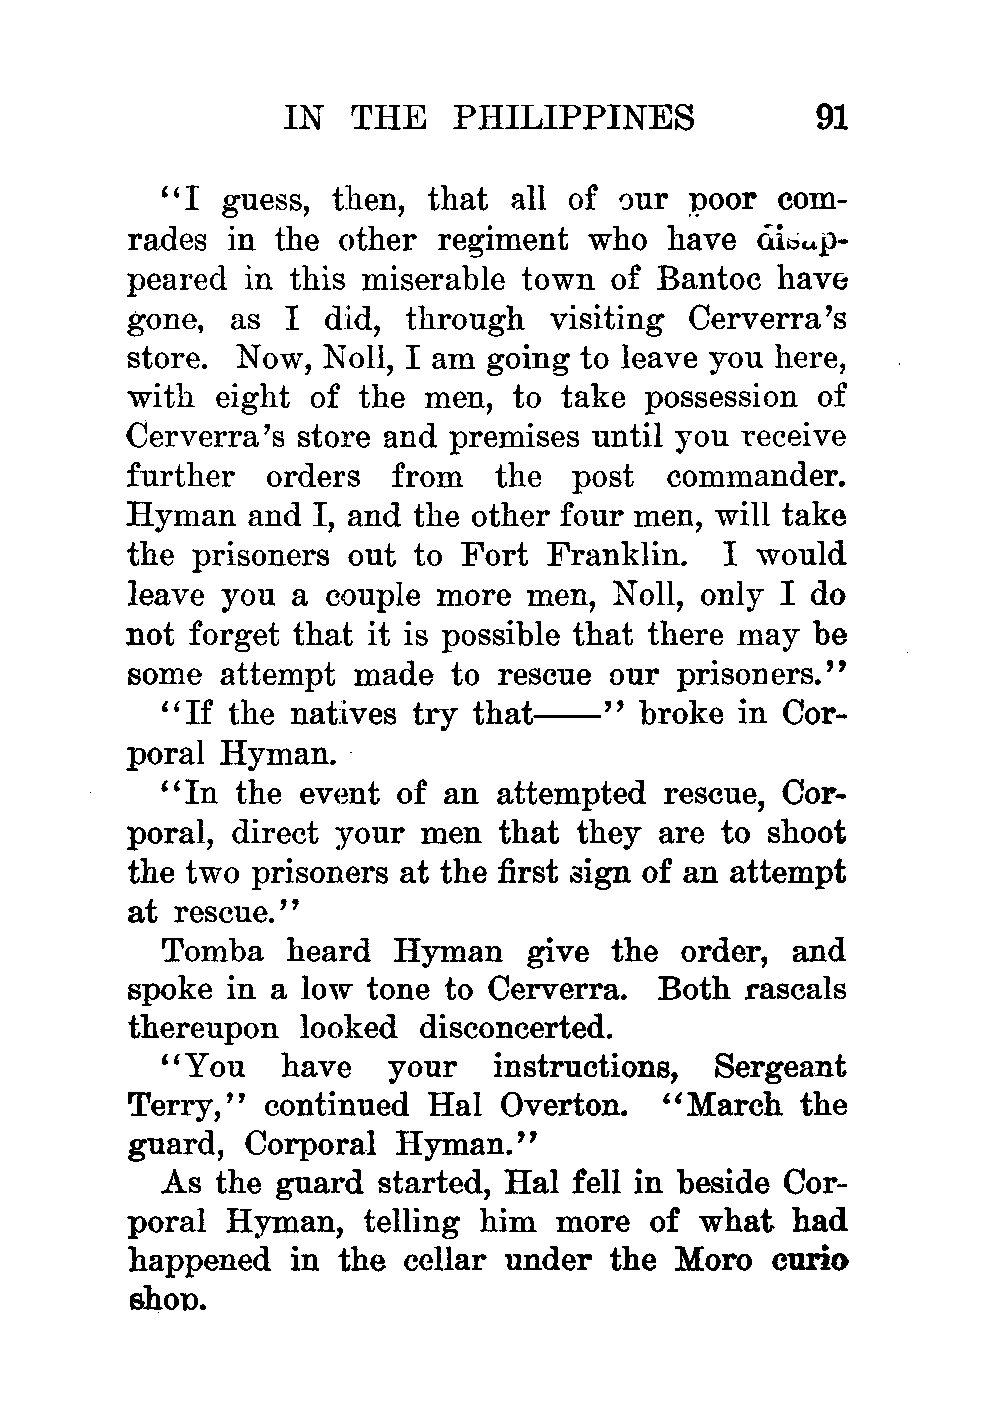 IN THE PHILIPPINES 91
"I guess, then, that all of our poor com-
rades in the other regiment who have disap-
peared in this miserable town of Bantoc have
gone, as I did, through visiting Cerverra's
store. Now, Noll, I am going to leave you here,
with eight of the men, to take possession of
Cerverra's store and premises until you receive
further orders from the post commander.
Hyman and I, and the other four men, will take
the prisoners out to Fort Franklin. I would
leave you a couple more men, Noll, only I do
not forget that it is possible that there may be
some attempt made to rescue our prisoners."
"If the natives try that——" broke in Cor-
poral Hyman.
"In the event of an attempted rescue, Cor-
poral, direct your men that they are to shoot
the two prisoners at the first sign of an attempt
at rescue."
Tomba heard Hyman give the order, and
spoke in a low tone to Cerverra. Both rascals
thereupon looked disconcerted.
"You have your instructions, Sergeant
Terry," continued Hal Overton. "March the
guard, Corporal Hyman."
As the guard started, Hal fell in beside Cor-
poral Hyman, telling him more of what had
happened in the cellar under the Moro curio
shop.